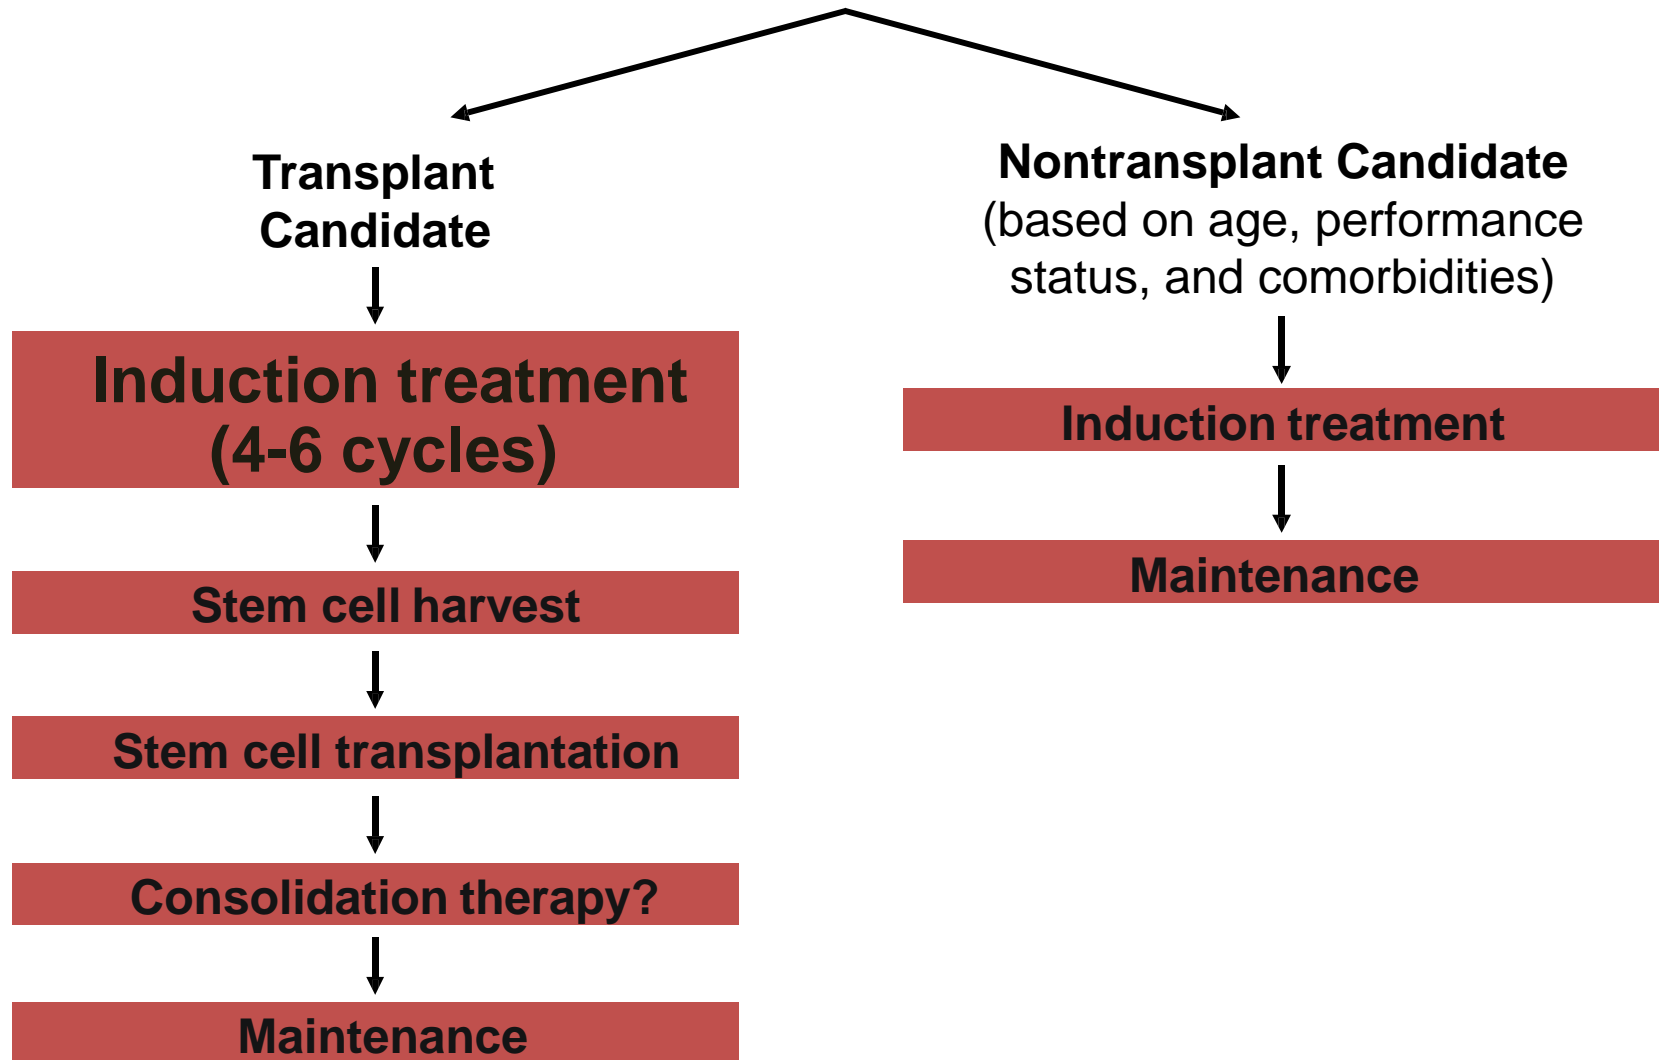 Transplant
Candidate
Induction treatment
(4-6 cycles)
Stem cell harvest
Stem cell transplantation
Consolidation therapy?
Maintenance
Nontransplant Candidate
(based on age, performance
status, and comorbidities)
Induction treatment
Maintenance